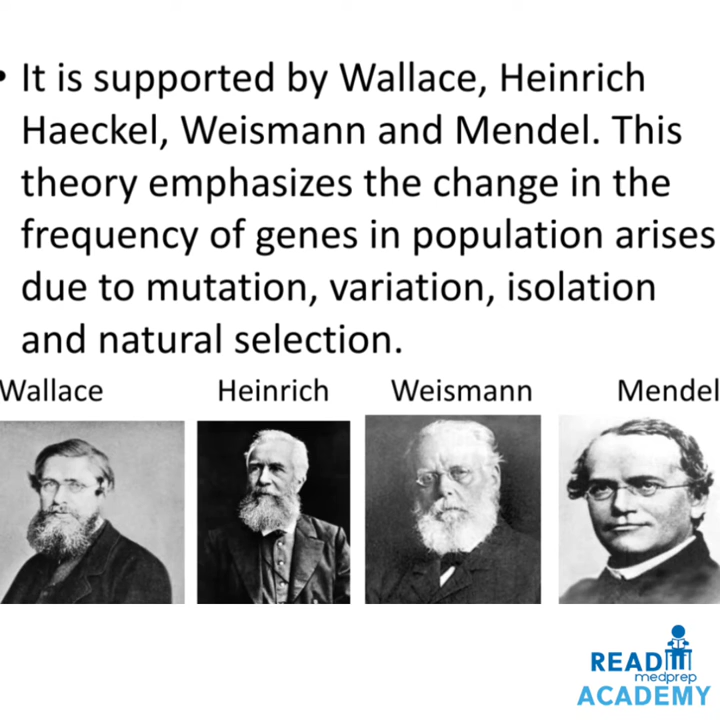 • It is supported by Wallace, Heinrich
Haeckel, Weismann and Mendel. This
theory emphasizes the change in the
frequency of genes in population arises
due to mutation, variation, isolation
and natural selection.
Wallace Heinrich Weismann Mendel
READ
medprep
ACADEMY